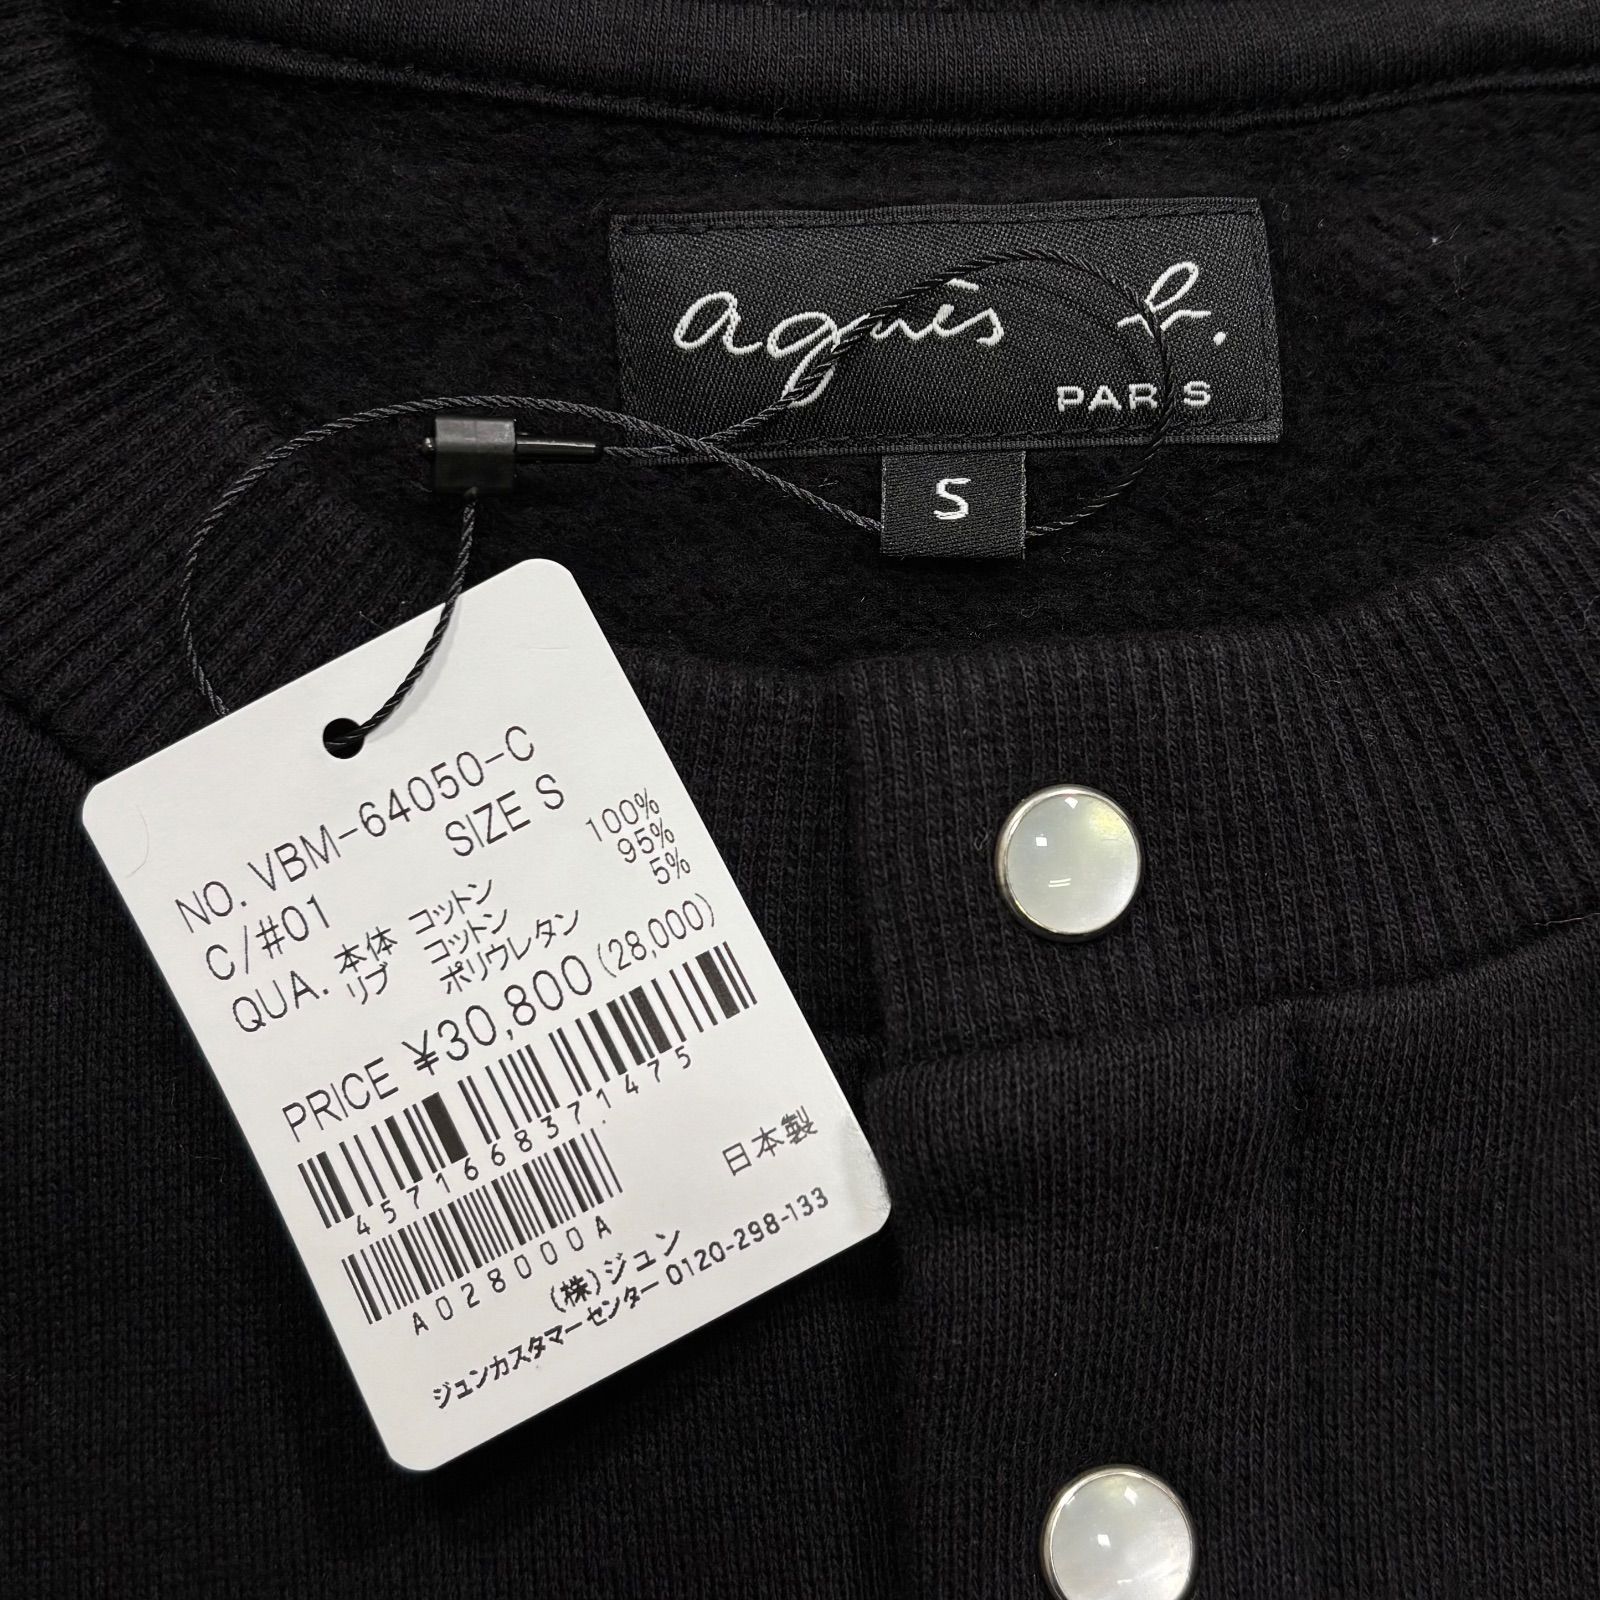 agnès b.
PARIS
S
NO. VBM-64050-C
C/#01 SIZE S
QUA. 本体 コットン 100%
リブ コットン 95%
ポリウレタン 5%
PRICE ¥30,800 (28,000)
4571668371475
A028000A
日本製
(株)ジュン
ジュンカスタマーセンター 0120-298-133